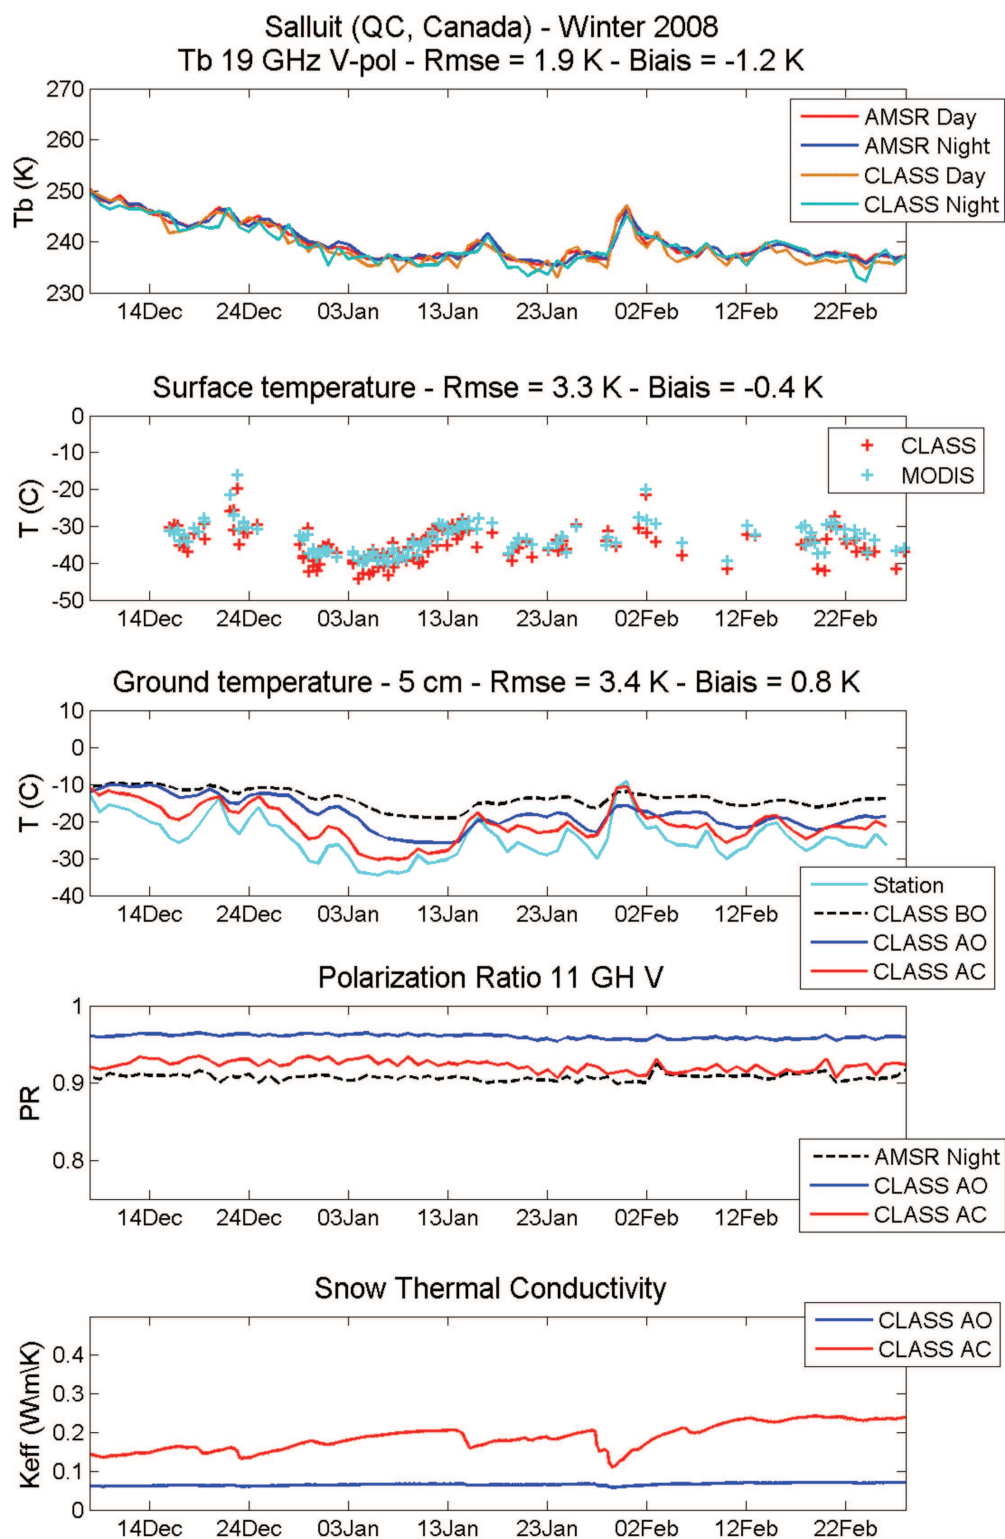 Salluit (QC, Canada) - Winter 2008
Tb 19 GHz V-pol - Rmse = 1.9 K - Biais = -1.2 K
270
260
250
240
230
Tb (K)
AMSR Day
AMSR Night
CLASS Day
CLASS Night
14Dec 24Dec 03Jan 13Jan 23Jan 02Feb 12Feb 22Feb
Surface temperature - Rmse = 3.3 K - Biais = -0.4 K
0
-10
-20
-30
-40
-50
T (C)
CLASS
MODIS
14Dec 24Dec 03Jan 13Jan 23Jan 02Feb 12Feb 22Feb
Ground temperature - 5 cm - Rmse = 3.4 K - Biais = 0.8 K
10
0
-10
-20
-30
-40
T (C)
14Dec 24Dec 03Jan 13Jan 23Jan 02Feb
Station
CLASS BO
CLASS AO
CLASS AC
Polarization Ratio 11 GH V
1
0.9
0.8
PR
AMSR Night
CLASS AO
CLASS AC
14Dec 24Dec 03Jan 13Jan 23Jan 02Feb 12Feb
Snow Thermal Conductivity
CLASS AO
CLASS AC
0.4
0.3
0.2
0.1
0
Keff (W\m\K)
14Dec 24Dec 03Jan 13Jan 23Jan 02Feb 12Feb 22Feb